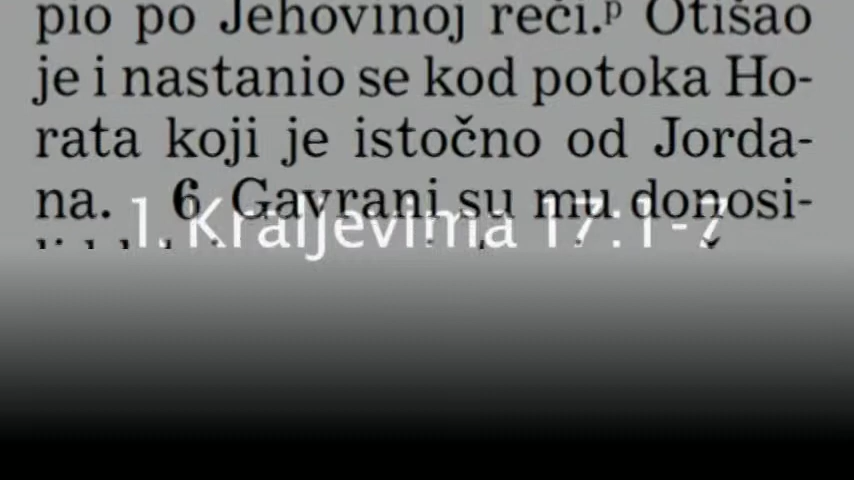 pio po Jehovinoj reči.ᵖ Otišao
je i nastanio se kod potoka Ho-
rata koji je istočno od Jorda-
na. 6 Gavrani su mu donosi-
1. Kraljevima 17:1-7